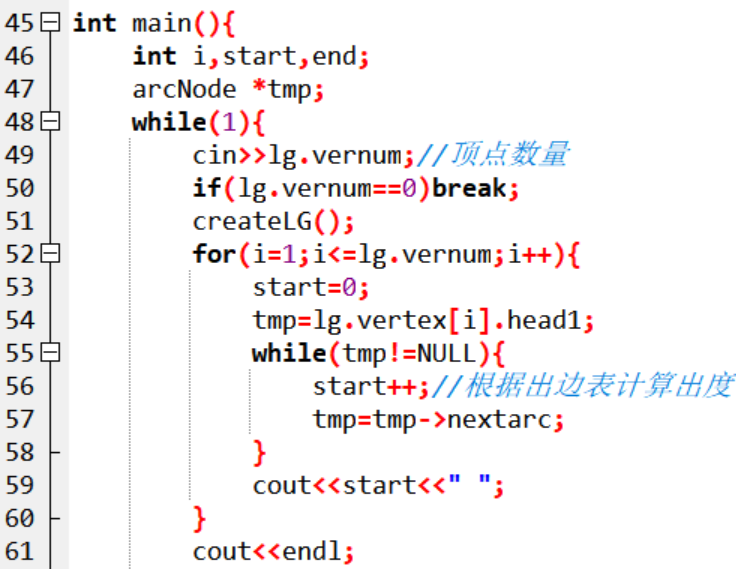 45 int main(){
46 int i,start,end;
47 arcNode *tmp;
48 while(1){
49 cin>>lg.vernum;//顶点数量
50 if(lg.vernum==0)break;
51 createLG();
52 for(i=1;i<=lg.vernum;i++){
53 start=0;
54 tmp=lg.vertex[i].head1;
55 while(tmp!=NULL){
56 start++;//根据出边表计算出度
57 tmp=tmp->nextarc;
58 }
59 cout<<start<<" ";
60 }
61 cout<<endl;